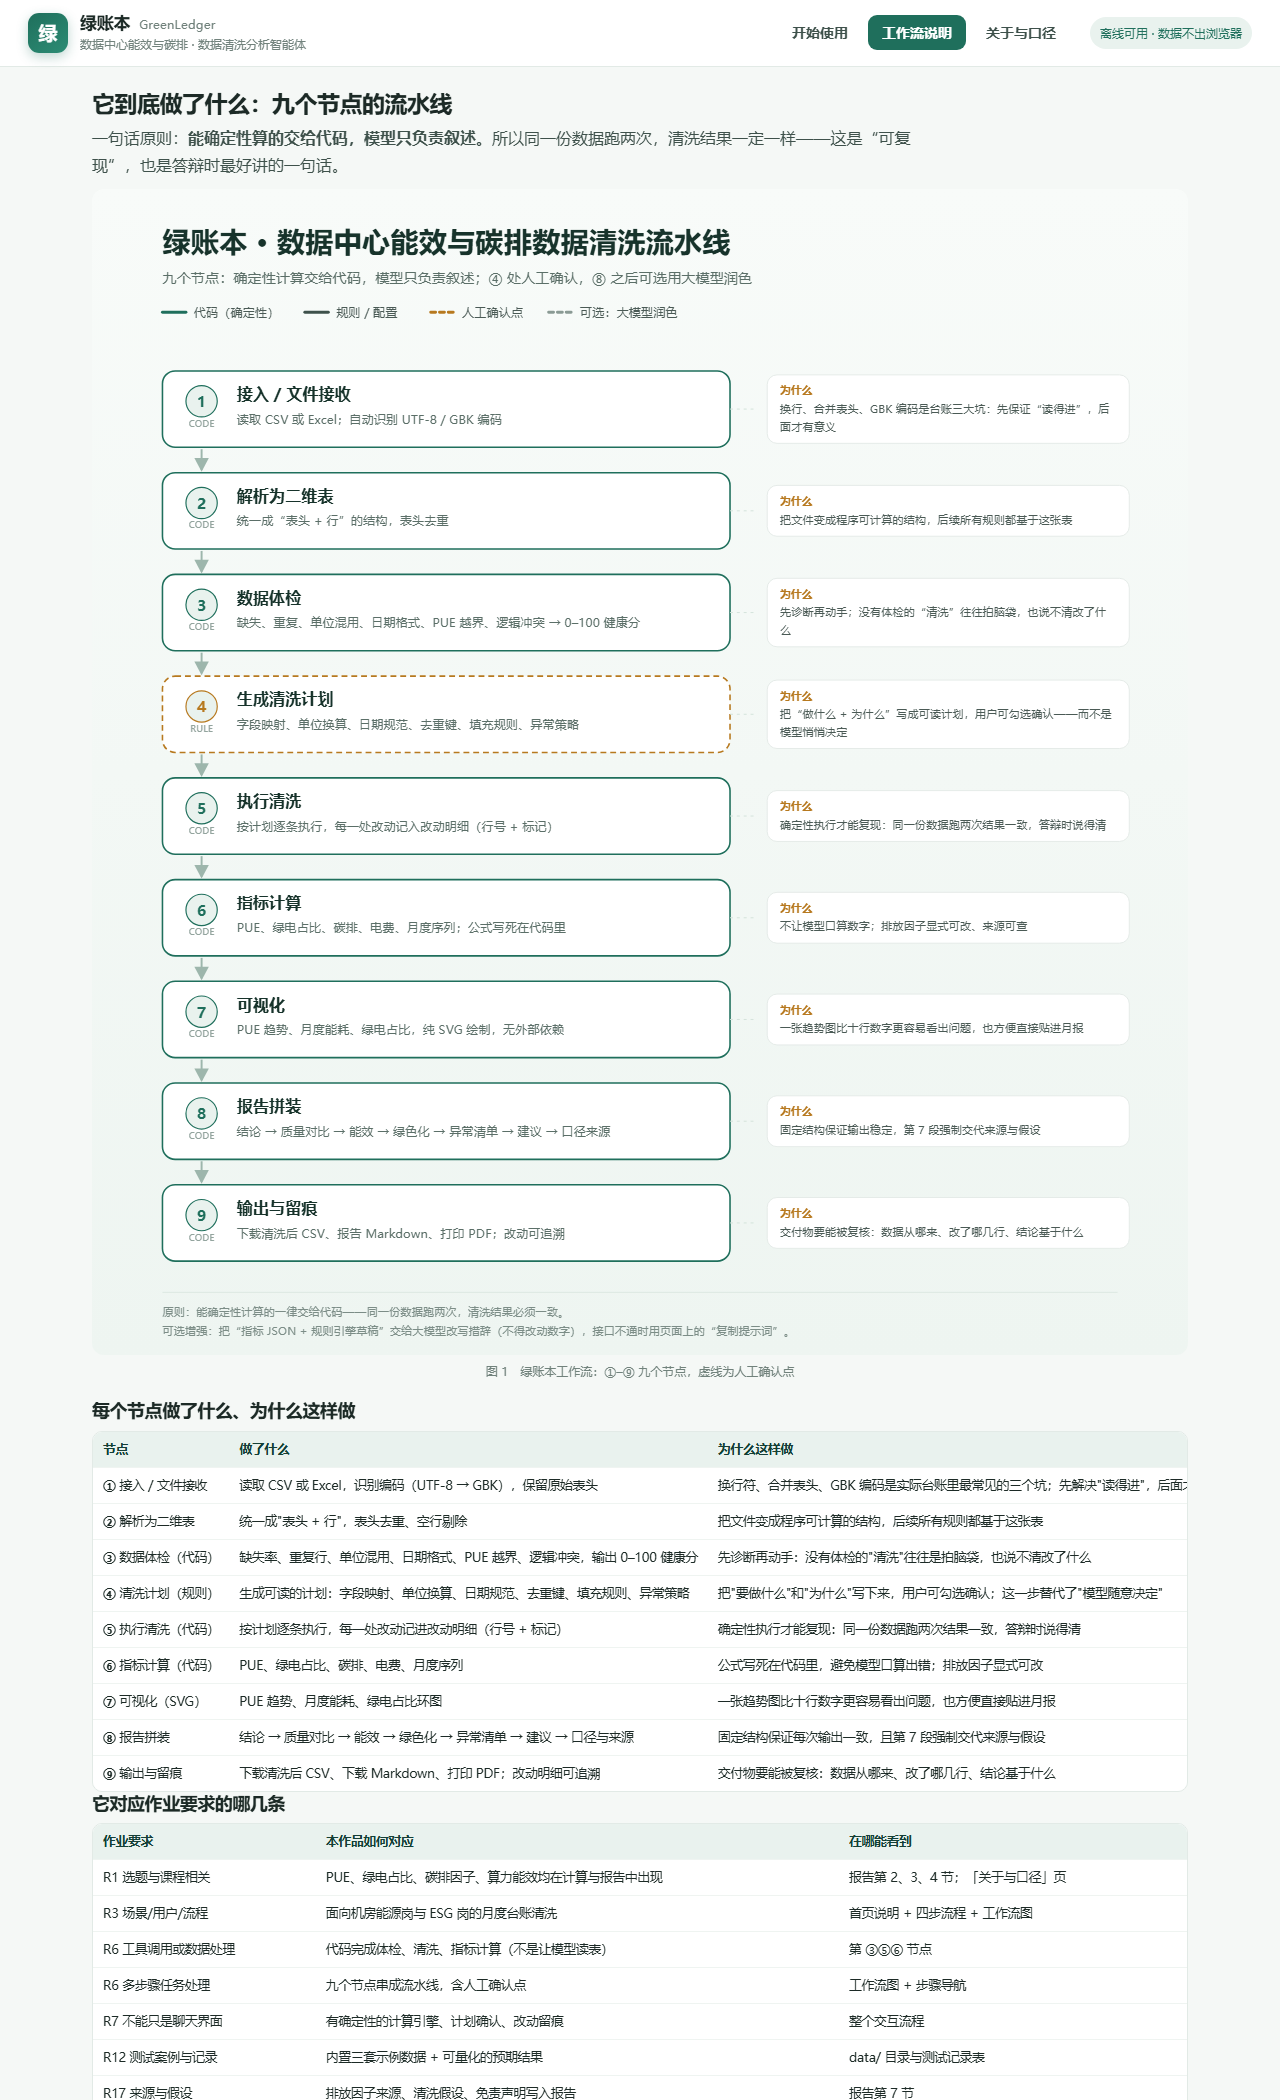 绿
绿账本 GreenLedger
数据中心能效与碳排 · 数据清洗分析智能体
开始使用
工作流说明
关于与口径
离线可用 · 数据不出浏览器
它到底做了什么：九个节点的流水线
一句话原则：能确定性算的交给代码，模型只负责叙述。所以同一份数据跑两次，清洗结果一定一样——这是“可复
现”，也是答辩时最好讲的一句话。
绿账本 · 数据中心能效与碳排数据清洗流水线
九个节点：确定性计算交给代码，模型只负责叙述；④ 处人工确认，⑧ 之后可选用大模型润色
代码（确定性） 规则 / 配置 人工确认点 可选：大模型润色
1
CODE
接入 / 文件接收
读取 CSV 或 Excel；自动识别 UTF-8 / GBK 编码
为什么
换行、合并表头、GBK 编码是台账三大坑：先保证“读得进”，后
面才有意义
2
CODE
解析为二维表
统一成“表头 + 行”的结构，表头去重
为什么
把文件变成程序可计算的结构，后续所有规则都基于这张表
3
CODE
数据体检
缺失、重复、单位混用、日期格式、PUE 越界、逻辑冲突 → 0–100 健康分
为什么
先诊断再动手；没有体检的“清洗”往往拍脑袋，也说不清改了什
么
4
RULE
生成清洗计划
字段映射、单位换算、日期规范、去重键、填充规则、异常策略
为什么
把“做什么 + 为什么”写成可读计划，用户可勾选确认——而不是
模型悄悄决定
5
CODE
执行清洗
按计划逐条执行，每一处改动记入改动明细（行号 + 标记）
为什么
确定性执行才能复现：同一份数据跑两次结果一致，答辩时说得清
6
CODE
指标计算
PUE、绿电占比、碳排、电费、月度序列；公式写死在代码里
为什么
不让模型口算数字；排放因子显式可改、来源可查
7
CODE
可视化
PUE 趋势、月度能耗、绿电占比，纯 SVG 绘制，无外部依赖
为什么
一张趋势图比十行数字更容易看出问题，也方便直接贴进月报
8
CODE
报告拼装
结论 → 质量对比 → 能效 → 绿色化 → 异常清单 → 建议 → 口径来源
为什么
固定结构保证输出稳定，第 7 段强制交代来源与假设
9
CODE
输出与留痕
下载清洗后 CSV、报告 Markdown、打印 PDF；改动可追溯
为什么
交付物要能被复核：数据从哪来、改了哪几行、结论基于什么
原则：能确定性计算的一律交给代码——同一份数据跑两次，清洗结果必须一致。
可选增强：把“指标 JSON + 规则引擎草稿”交给大模型改写措辞（不得改动数字），接口不通时用页面上的“复制提示词”。
图 1 绿账本工作流：①–⑨ 九个节点，虚线为人工确认点
每个节点做了什么、为什么这样做
节点 做了什么 为什么这样做
① 接入 / 文件接收 读取 CSV 或 Excel，识别编码（UTF-8 → GBK），保留原始表头 换行符、合并表头、GBK 编码是实际台账里最常见的三个坑；先解决"读得进"，后面
② 解析为二维表 统一成"表头 + 行"，表头去重、空行剔除 把文件变成程序可计算的结构，后续所有规则都基于这张表
③ 数据体检（代码） 缺失率、重复行、单位混用、日期格式、PUE 越界、逻辑冲突，输出 0–100 健康分 先诊断再动手：没有体检的"清洗"往往是拍脑袋，也说不清改了什么
④ 清洗计划（规则） 生成可读的计划：字段映射、单位换算、日期规范、去重键、填充规则、异常策略 把"要做什么"和"为什么"写下来，用户可勾选确认；这一步替代了"模型随意决定"
⑤ 执行清洗（代码） 按计划逐条执行，每一处改动记进改动明细（行号 + 标记） 确定性执行才能复现：同一份数据跑两次结果一致，答辩时说得清
⑥ 指标计算（代码） PUE、绿电占比、碳排、电费、月度序列 公式写死在代码里，避免模型口算出错；排放因子显式可改
⑦ 可视化（SVG） PUE 趋势、月度能耗、绿电占比环图 一张趋势图比十行数字更容易看出问题，也方便直接贴进月报
⑧ 报告拼装 结论 → 质量对比 → 能效 → 绿色化 → 异常清单 → 建议 → 口径与来源 固定结构保证每次输出一致，且第 7 段强制交代来源与假设
⑨ 输出与留痕 下载清洗后 CSV、下载 Markdown、打印 PDF；改动明细可追溯 交付物要能被复核：数据从哪来、改了哪几行、结论基于什么
它对应作业要求的哪几条
作业要求 本作品如何对应 在哪能看到
R1 选题与课程相关 PUE、绿电占比、碳排因子、算力能效均在计算与报告中出现 报告第 2、3、4 节；「关于与口径」页
R3 场景/用户/流程 面向机房能源岗与 ESG 岗的月度台账清洗 首页说明 + 四步流程 + 工作流图
R6 工具调用或数据处理 代码完成体检、清洗、指标计算（不是让模型读表） 第 ③⑤⑥ 节点
R6 多步骤任务处理 九个节点串成流水线，含人工确认点 工作流图 + 步骤导航
R7 不能只是聊天界面 有确定性的计算引擎、计划确认、改动留痕 整个交互流程
R12 测试案例与记录 内置三套示例数据 + 可量化的预期结果 data/ 目录与测试记录表
R17 来源与假设 排放因子来源、清洗假设、免责声明写入报告 报告第 7 节